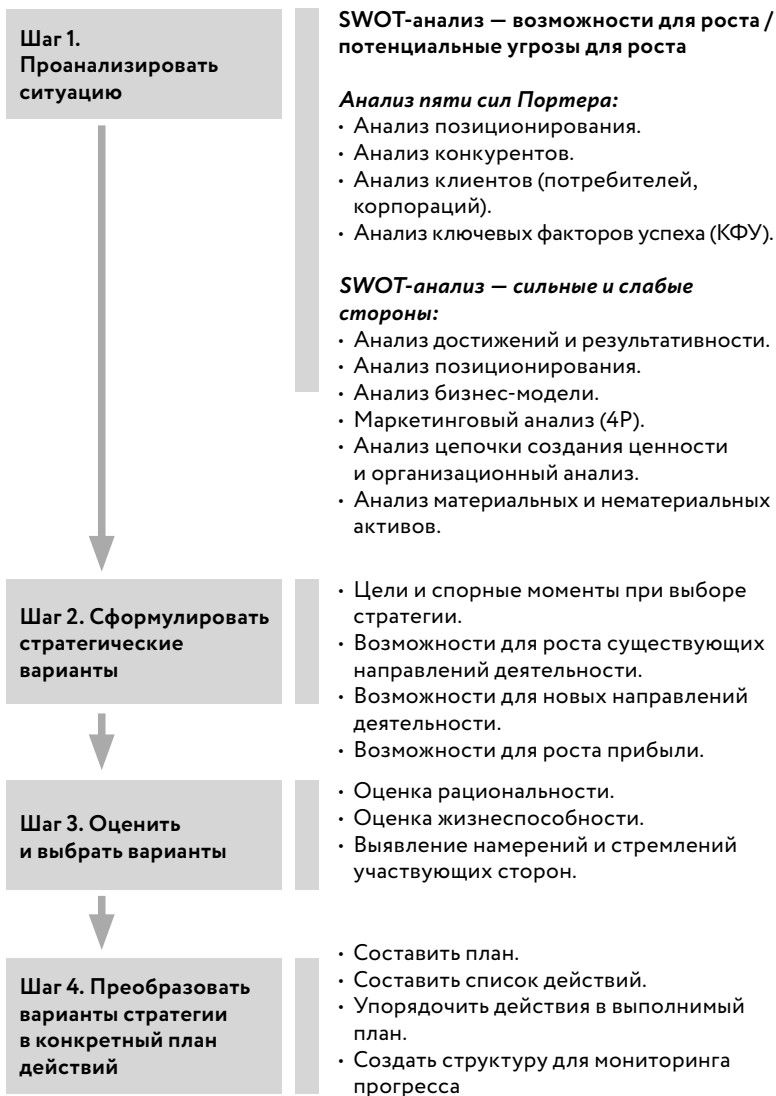 Шаг 1.
Проанализировать
ситуацию
SWOT-анализ — возможности для роста /
потенциальные угрозы для роста
Анализ пяти сил Портера:
· Анализ позиционирования.
· Анализ конкурентов.
· Анализ клиентов (потребителей,
корпораций).
· Анализ ключевых факторов успеха (КФУ).
SWOT-анализ — сильные и слабые
стороны:
· Анализ достижений и результативности.
· Анализ позиционирования.
· Анализ бизнес-модели.
· Маркетинговый анализ (4P).
· Анализ цепочки создания ценности
и организационный анализ.
· Анализ материальных и нематериальных
активов.
Шаг 2. Сформулировать
стратегические
варианты
· Цели и спорные моменты при выборе
стратегии.
· Возможности для роста существующих
направлений деятельности.
· Возможности для новых направлений
деятельности.
· Возможности для роста прибыли.
Шаг 3. Оценить
и выбрать варианты
· Оценка рациональности.
· Оценка жизнеспособности.
· Выявление намерений и стремлений
участвующих сторон.
Шаг 4. Преобразовать
варианты стратегии
в конкретный план
действий
· Составить план.
· Составить список действий.
· Упорядочить действия в выполнимый
план.
· Создать структуру для мониторинга
прогресса